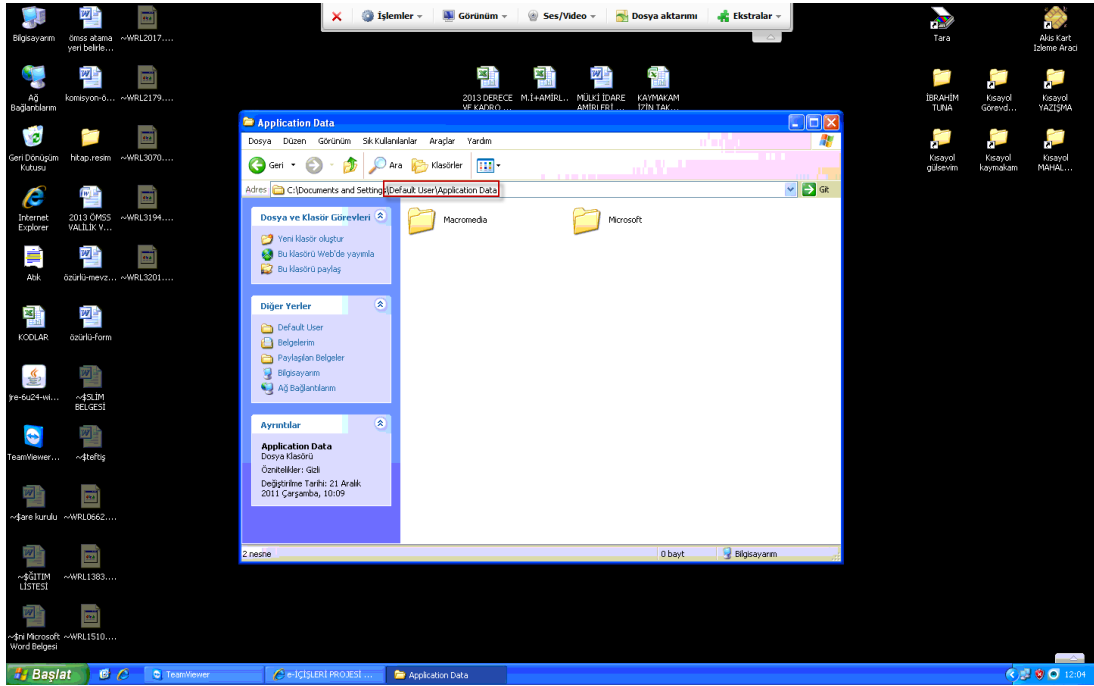 İşlemler
Görünüm
Ses/Video
Dosya aktarımı
Ekstralar
Bilgisayarım
ömss atama
yeri belirle...
~WRL2017....
Tara
Akis Kart
Izleme Araci
Ağ
Bağlantılarım
komisyon-ö...
~WRL2179....
2013 DERECE
VE KADRO ...
M.İ+AMİRL...
MÜLKİ İDARE
AMİRLERİ ...
KAYMAKAM
İZİN TAK...
İBRAHİM
TUNA
Kısayol
Görevd...
Kısayol
YAZIŞMA
Geri Dönüşüm
Kutusu
hitap.resim
~WRL3070....
Kısayol
gülsevim
Kısayol
kaymakam
Kısayol
MAHAL...
Internet
Explorer
2013 ÖMSS
VALİLİK V...
~WRL3194....
Atık
özürlü-mevz...
~WRL3201....
KODLAR
özürlü-form
jre-6u24-wi...
~$SLIM
BELGESİ
TeamViewer...
~$teftiş
~$are kurulu
~WRL0662....
~$ĞITIM
LİSTESİ
~WRL1383....
~$ni Microsoft
Word Belgesi
~WRL1510....
Application Data
Dosya Düzen Görünüm Sık Kullanılanlar Araçlar Yardım
Geri Ara Klasörler
Adres C:\Documents and Settings\Default User\Application Data Git
Dosya ve Klasör Görevleri
Yeni klasör oluştur
Bu klasörü Web'de yayımla
Bu klasörü paylaş
Diğer Yerler
Default User
Belgelerim
Paylaşılan Belgeler
Bilgisayarım
Ağ Bağlantılarım
Ayrıntılar
Application Data
Dosya Klasörü
Öznitelikler: Gizli
Değiştirilme Tarihi: 21 Aralık
2011 Çarşamba, 10:09
Macromedia
Microsoft
2 nesne 0 bayt Bilgisayarım
Başlat
TeamViewer
e-İÇİŞLERİ PROJESİ ...
Application Data
12:04